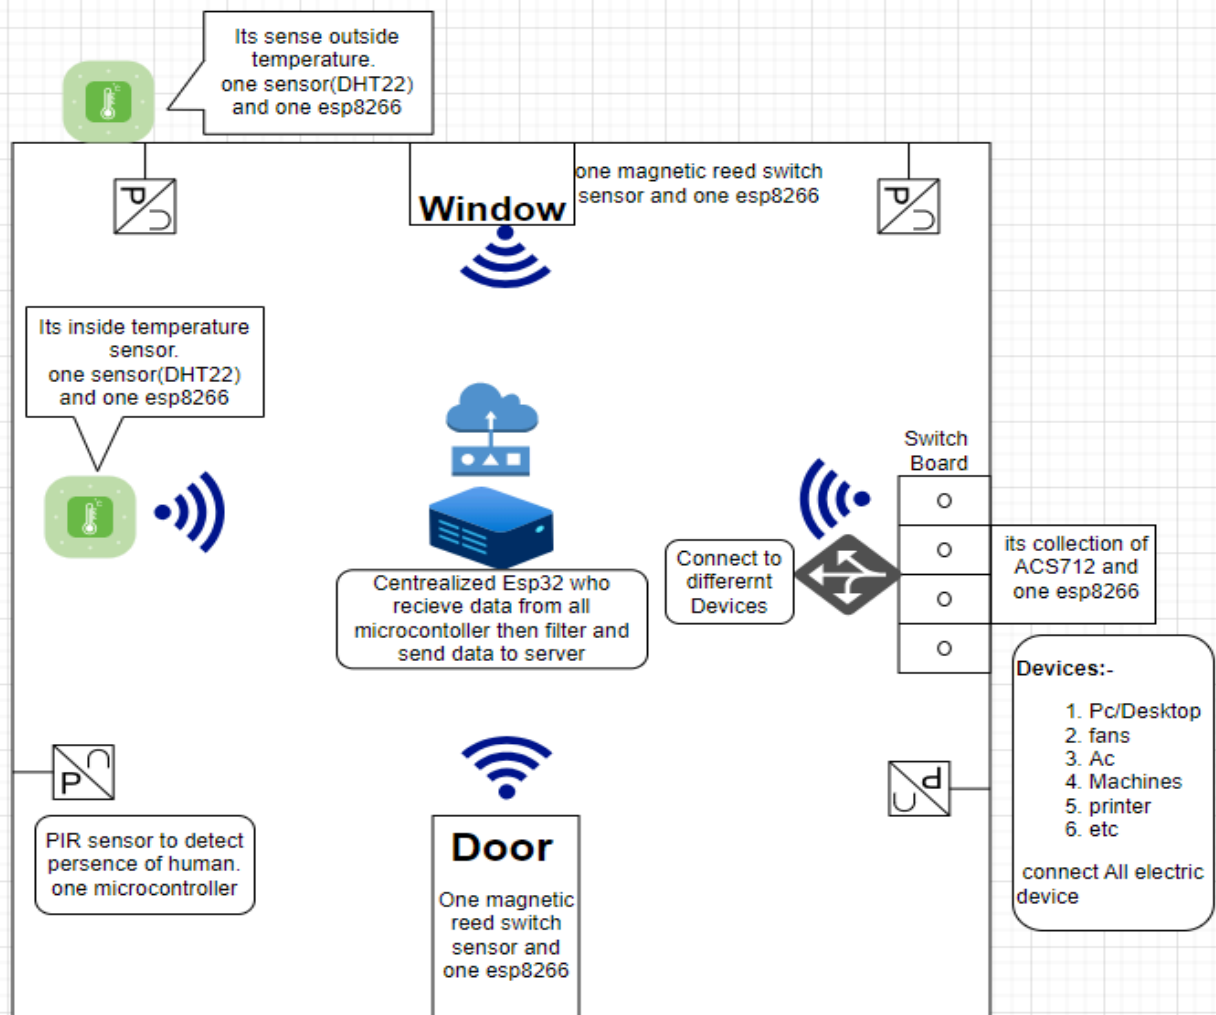 Its sense outside
temperature.
one sensor(DHT22)
and one esp8266
one magnetic reed switch
sensor and one esp8266
Window
P
P
Its inside temperature
sensor.
one sensor(DHT22)
and one esp8266
Switch
Board
Connect to
differernt
Devices
its collection of
ACS712 and
one esp8266
Centrealized Esp32 who
recieve data from all
microcontoller then filter and
send data to server
Devices:-
1. Pc/Desktop
2. fans
3. Ac
4. Machines
5. printer
6. etc
connect All electric
device
P
P
PIR sensor to detect
persence of human.
one microcontroller
Door
One magnetic
reed switch
sensor and
one esp8266